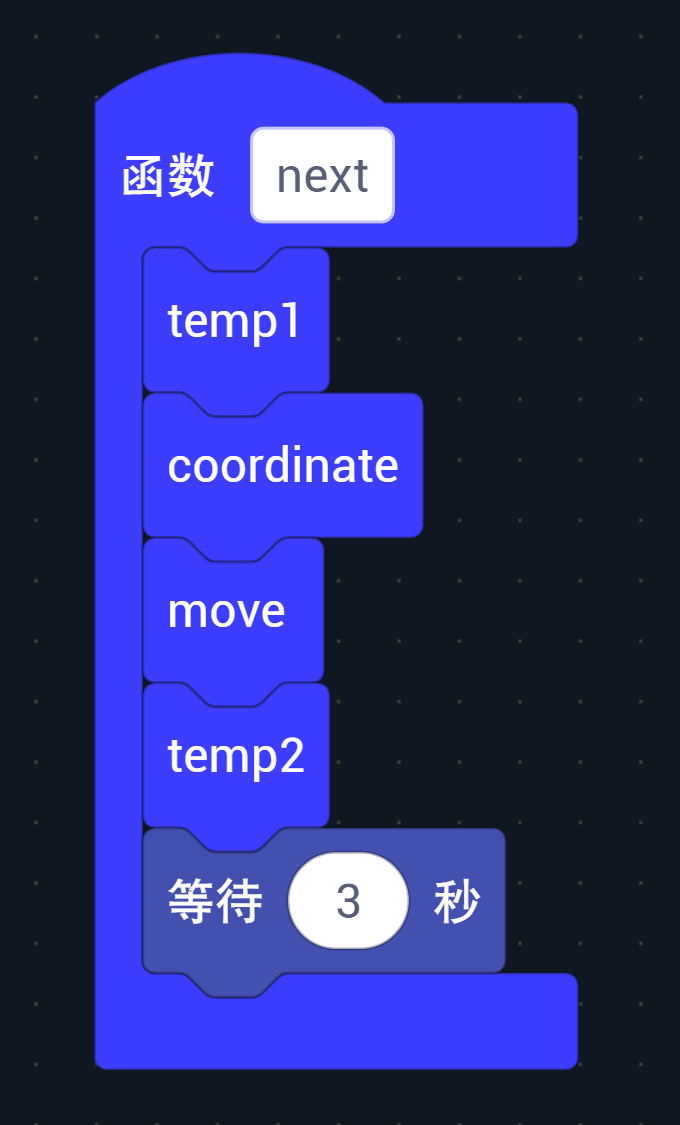 函数 next
temp1
coordinate
move
temp2
等待 3 秒